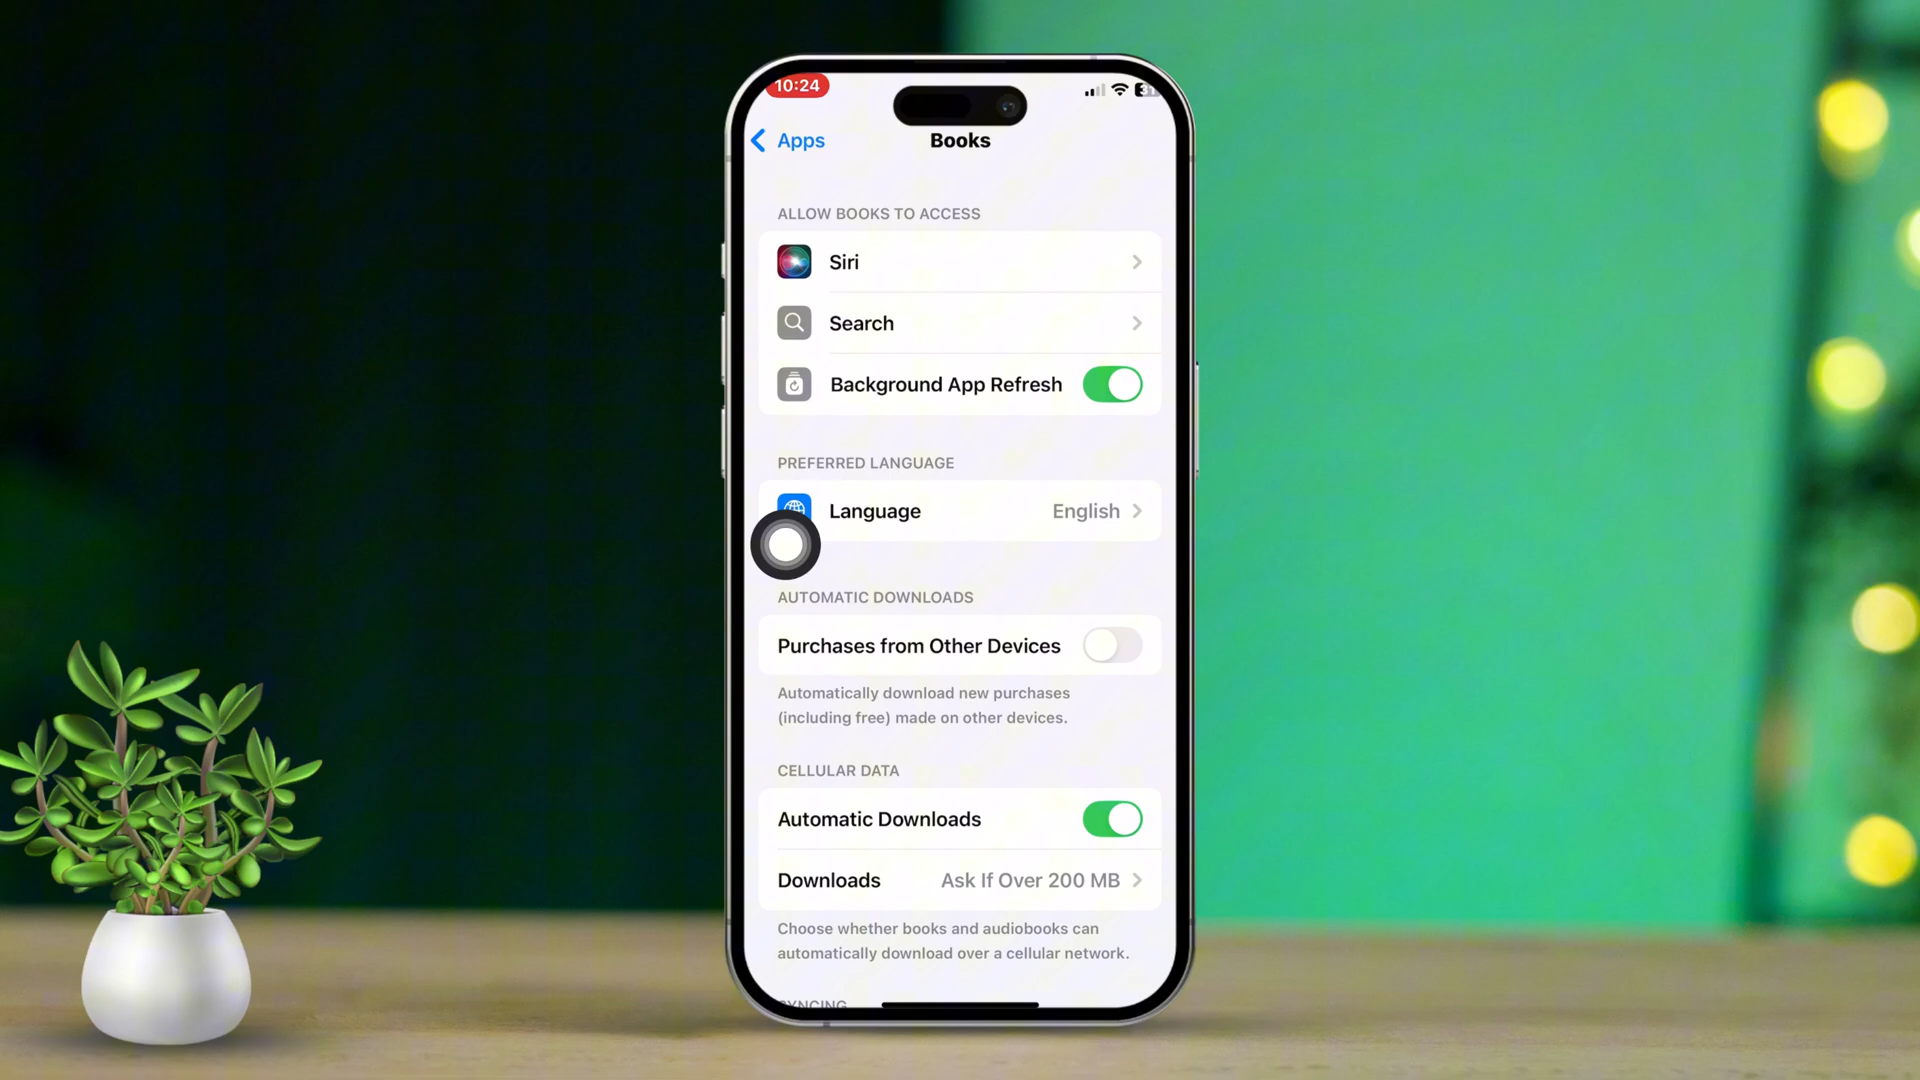 10:24
Apps
Books
ALLOW BOOKS TO ACCESS
Siri
Search
Background App Refresh
PREFERRED LANGUAGE
Language English
AUTOMATIC DOWNLOADS
Purchases from Other Devices
Automatically download new purchases
(including free) made on other devices.
CELLULAR DATA
Automatic Downloads
Downloads Ask If Over 200 MB
Choose whether books and audiobooks can
automatically download over a cellular network.
SYNCING